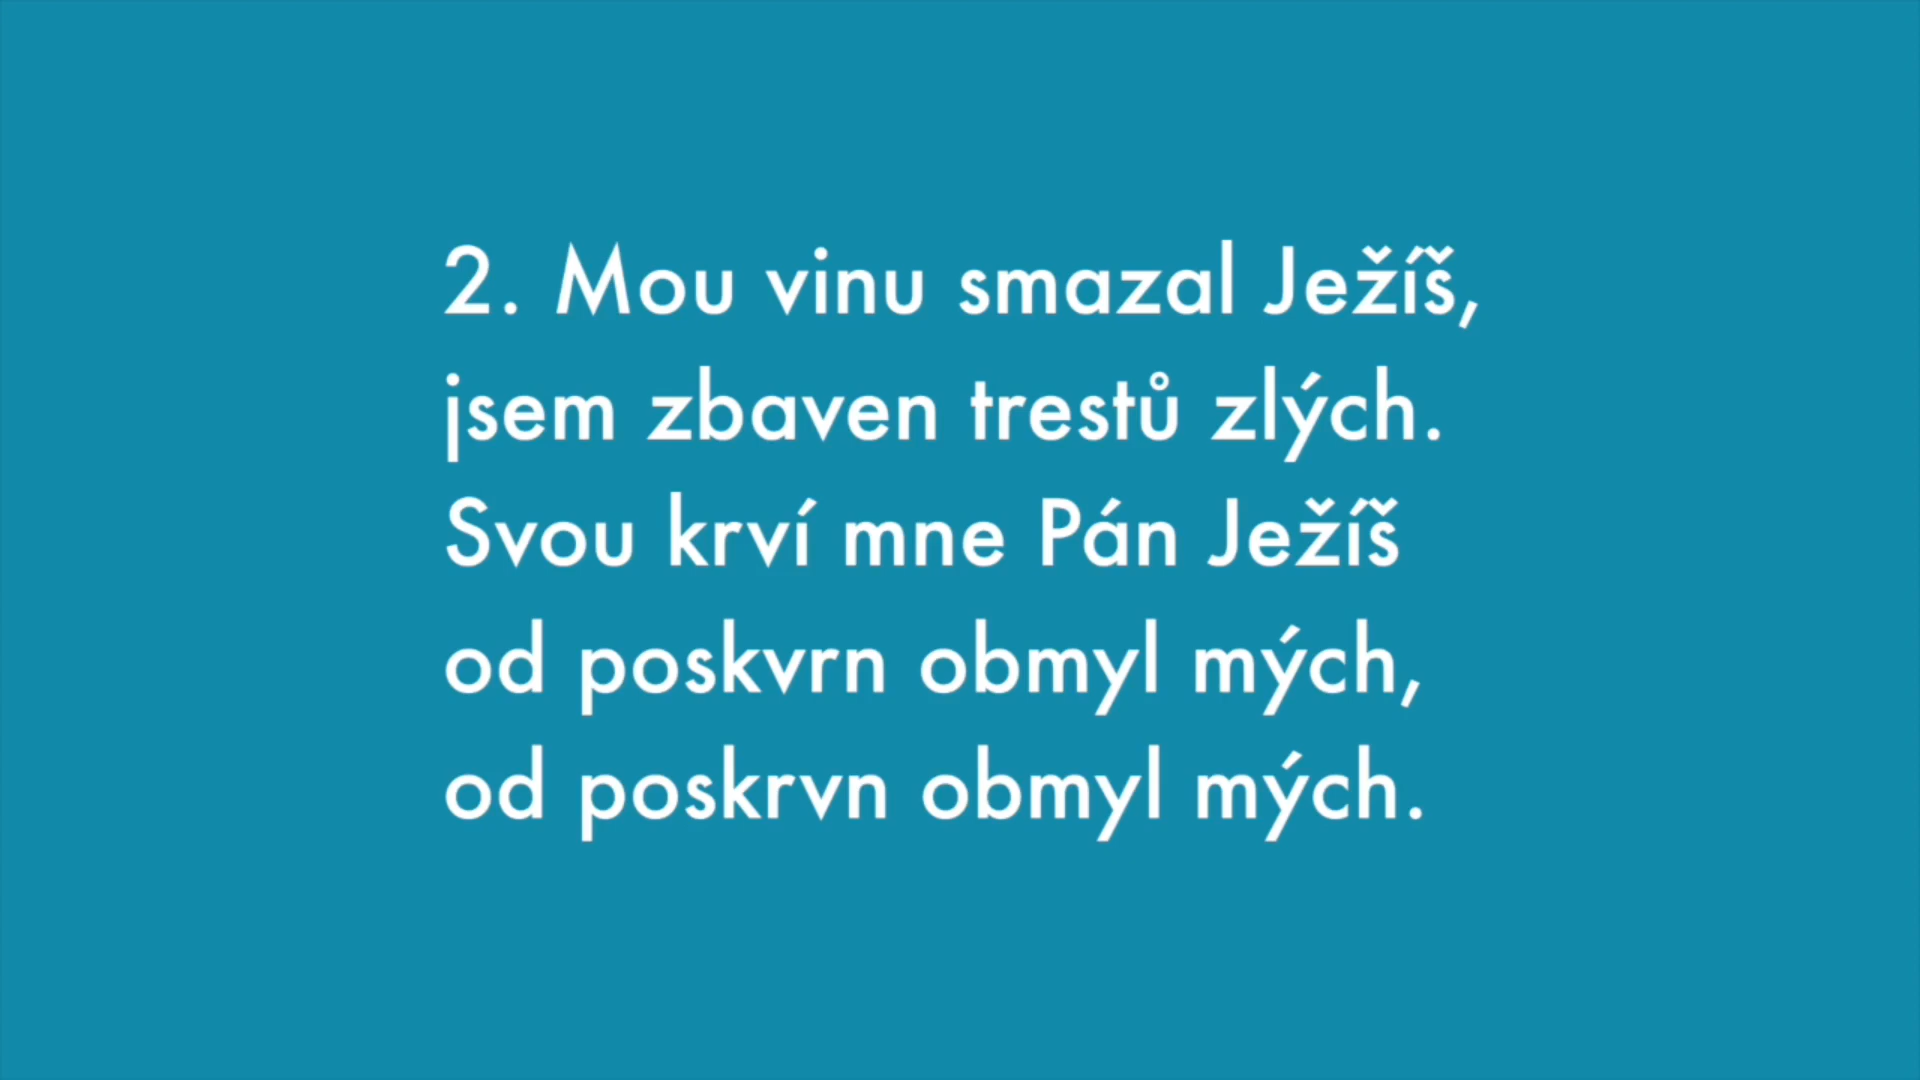 2. Mou vinu smazal Ježíš,
jsem zbaven trestů zlých.
Svou krví mne Pán Ježíš
od poskvrn obmyl mých,
od poskrvn obmyl mých.